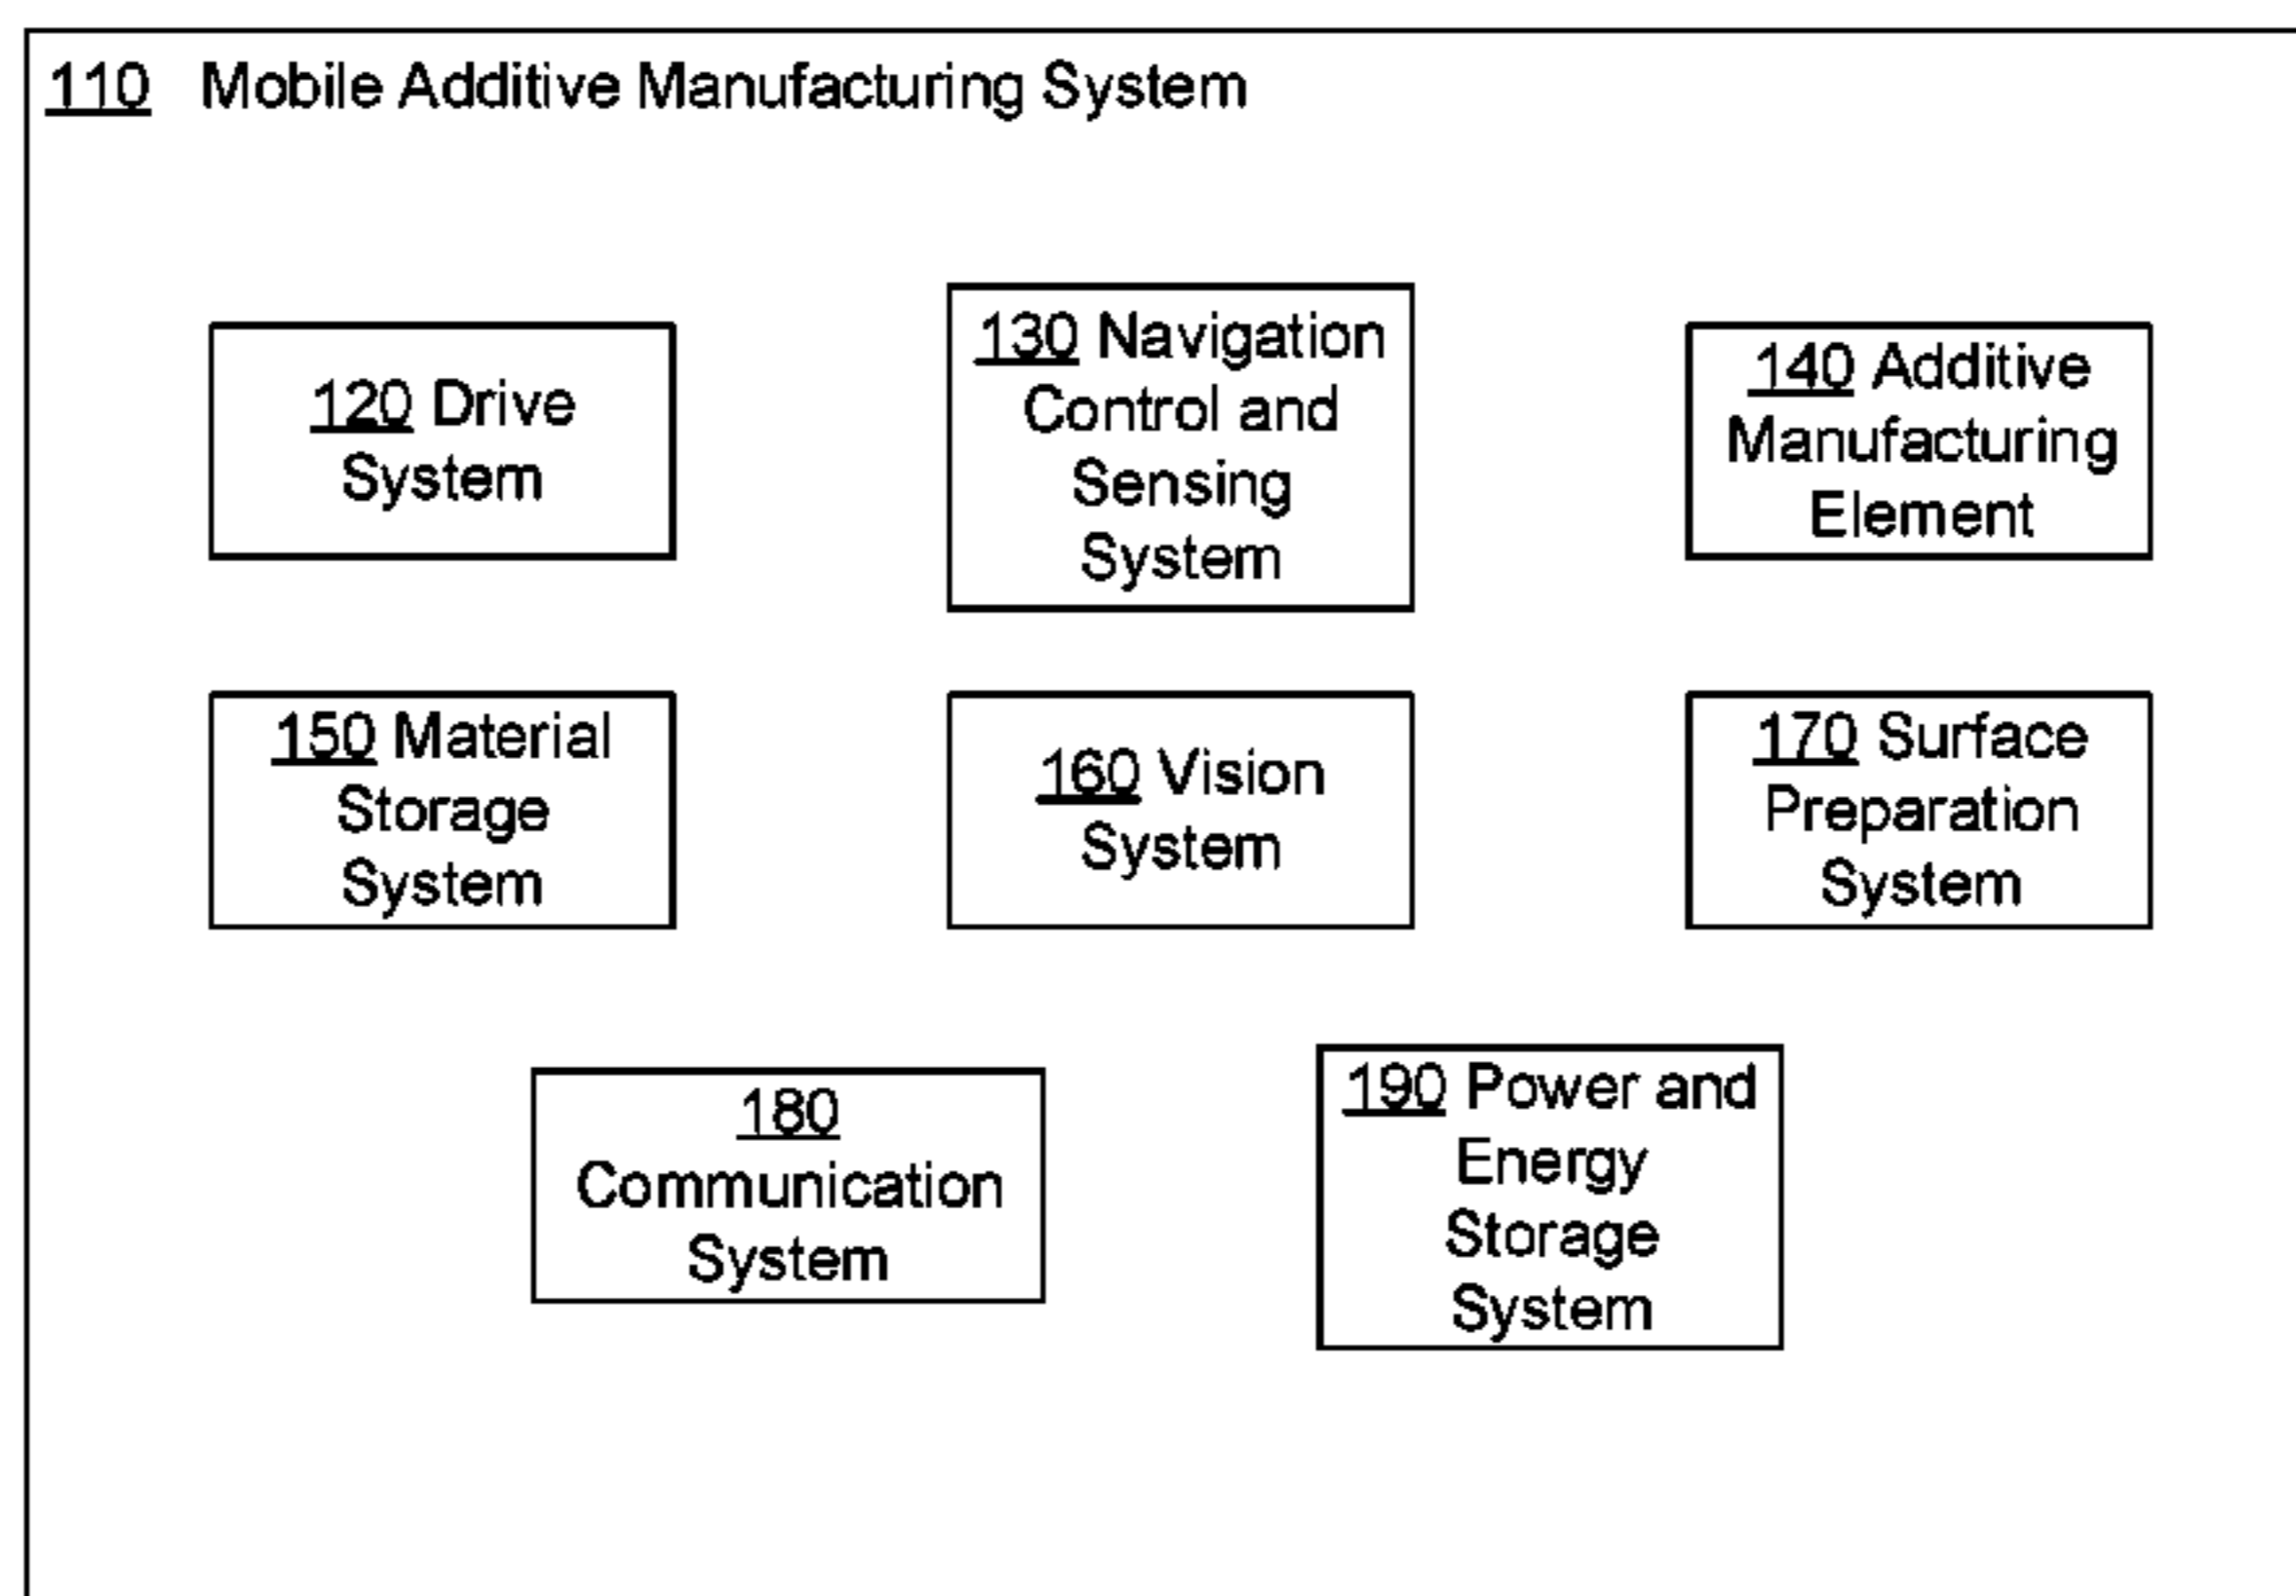 110 Mobile Additive Manufacturing System
120 Drive
System
130 Navigation
Control and
Sensing
System
140 Additive
Manufacturing
Element
150 Material
Storage
System
160 Vision
System
170 Surface
Preparation
System
180
Communication
System
190 Power and
Energy
Storage
System